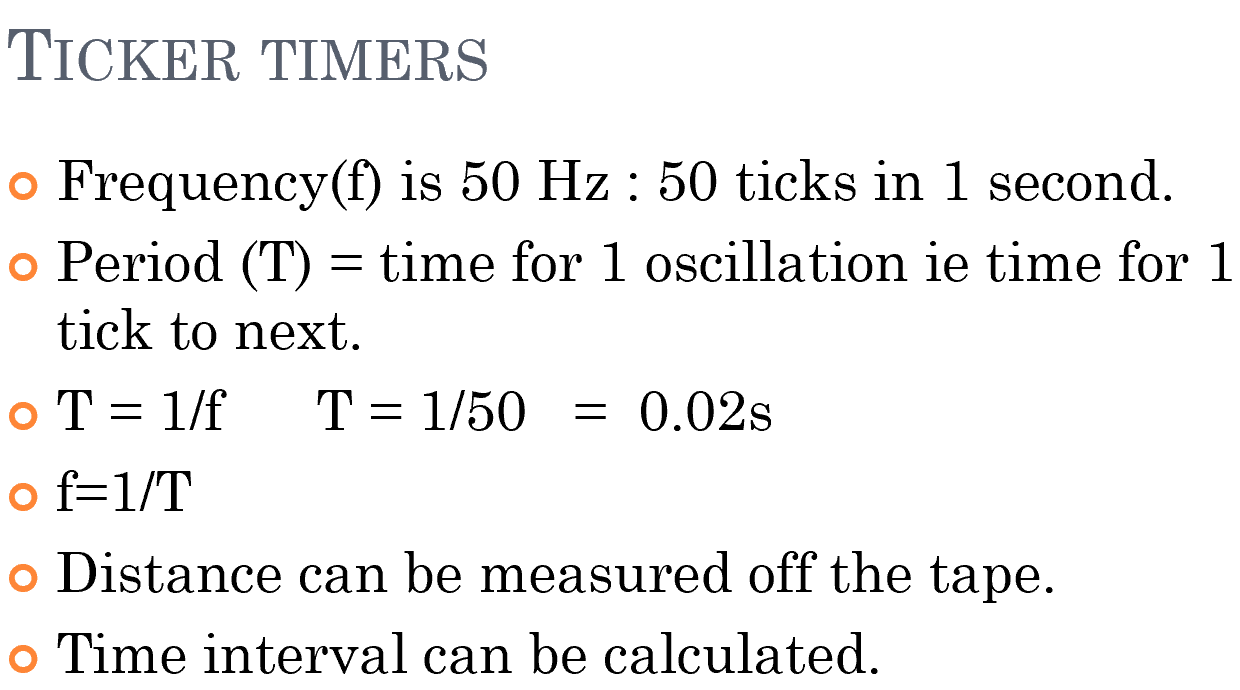 TICKER TIMERS
Frequency(f) is 50 Hz : 50 ticks in 1 second.
Period (T) = time for 1 oscillation ie time for 1
tick to next.
T = 1/f T = 1/50 = 0.02s
f=1/T
Distance can be measured off the tape.
Time interval can be calculated.